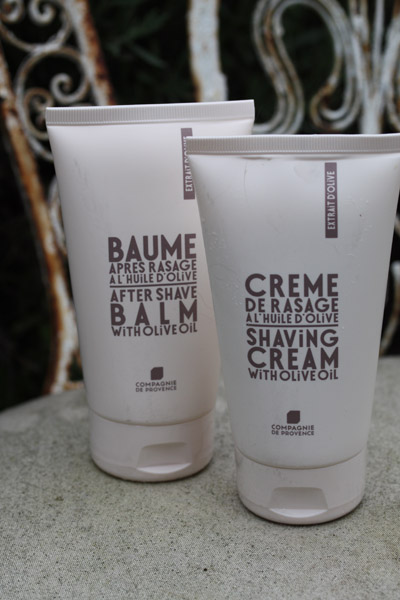 EXTRAIT D'OLIVE
BAUME
APRES RASAGE
A L'HUILE D'OLIVE
AFTER SHAVE
BALM
WITH OLIVE OIL
COMPAGNIE
DE PROVENCE
EXTRAIT D'OLIVE
CREME
DE RASAGE
A L'HUILE D'OLIVE
SHAVING
CREAM
WITH OLIVE OIL
COMPAGNIE
DE PROVENCE